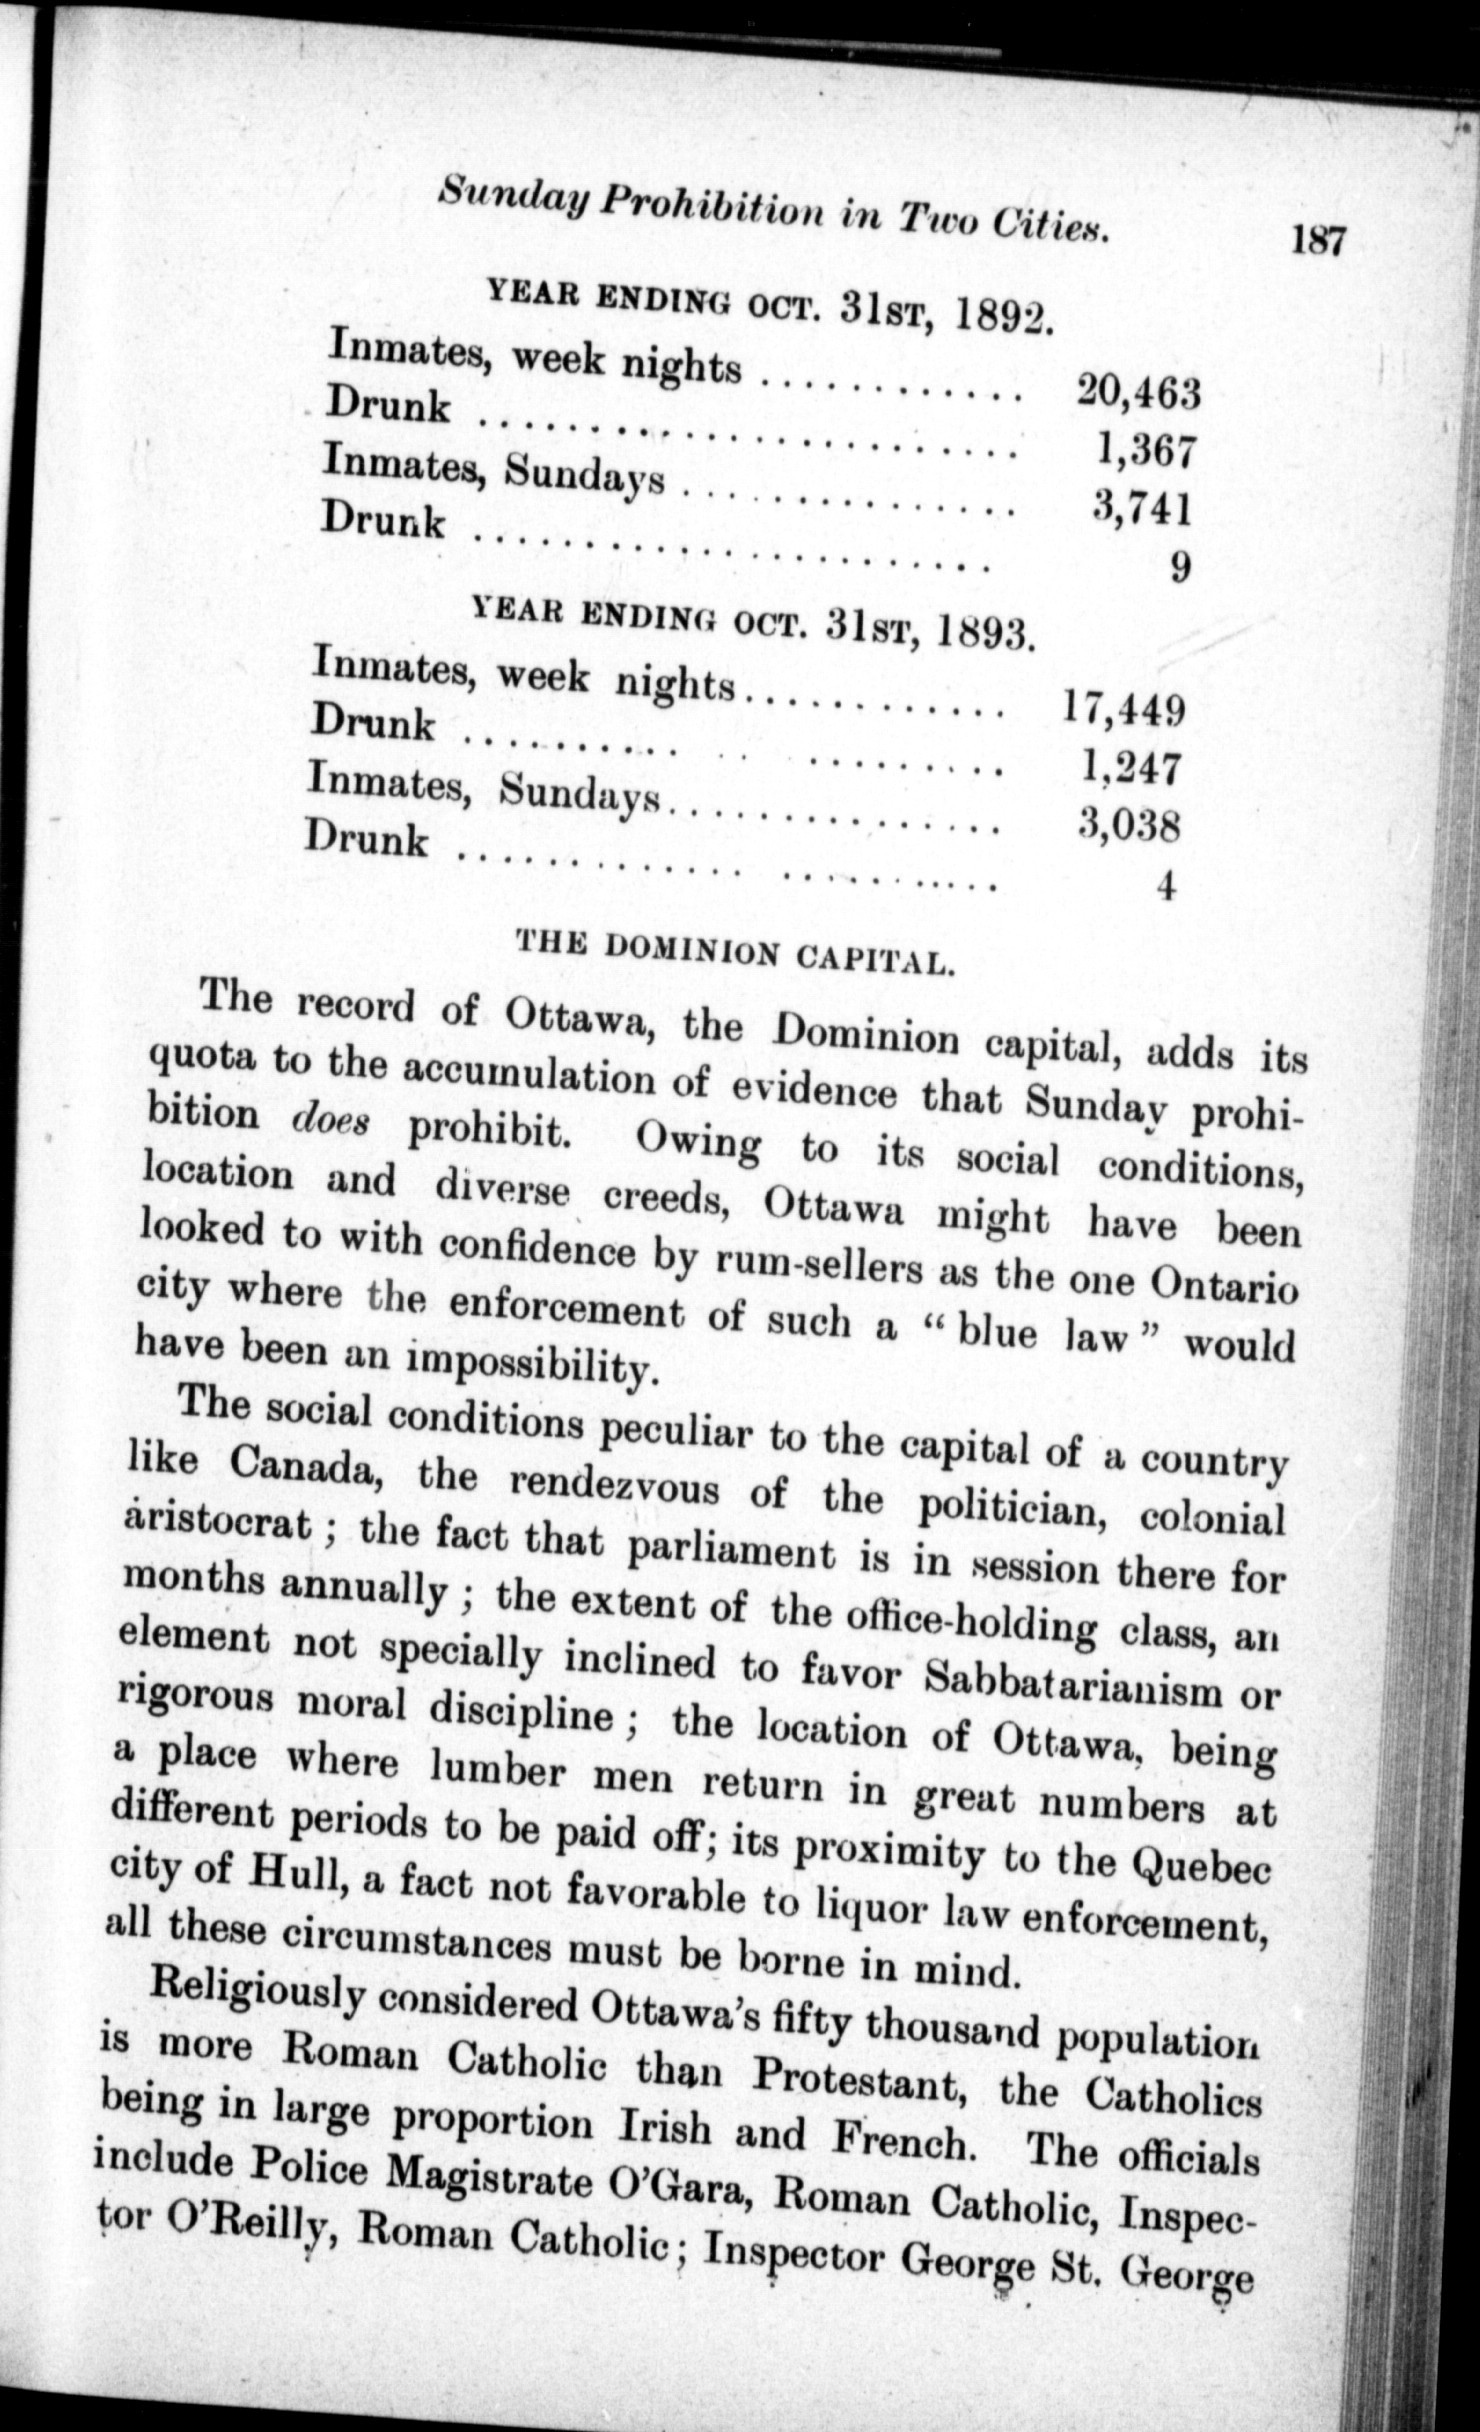 Sunday Prohibition in Two Cities. 187
YEAR ENDING OCT. 31ST, 1892.
Inmates, week nights ............ 20,463
Drunk ........................ 1,367
Inmates, Sundays ............... 3,741
Drunk ....................... 9
YEAR ENDING OCT. 31ST, 1893.
Inmates, week nights............ 17,449
Drunk .......... .. ......... 1,247
Inmates, Sundays............... 3,038
Drunk ............. .......... 4
THE DOMINION CAPITAL.
The record of Ottawa, the Dominion capital, adds its
quota to the accumulation of evidence that Sunday prohi-
bition does prohibit. Owing to its social conditions,
location and diverse creeds, Ottawa might have been
looked to with confidence by rum-sellers as the one Ontario
city where the enforcement of such a “ blue law ” would
have been an impossibility.
The social conditions peculiar to the capital of a country
like Canada, the rendezvous of the politician, colonial
aristocrat ; the fact that parliament is in session there for
months annually ; the extent of the office-holding class, an
element not specially inclined to favor Sabbatarianism or
rigorous moral discipline ; the location of Ottawa, being
a place where lumber men return in great numbers at
different periods to be paid off; its proximity to the Quebec
city of Hull, a fact not favorable to liquor law enforcement,
all these circumstances must be borne in mind.
Religiously considered Ottawa’s fifty thousand population
is more Roman Catholic than Protestant, the Catholics
being in large proportion Irish and French. The officials
include Police Magistrate O’Gara, Roman Catholic, Inspec-
tor O’Reilly, Roman Catholic; Inspector George St. George